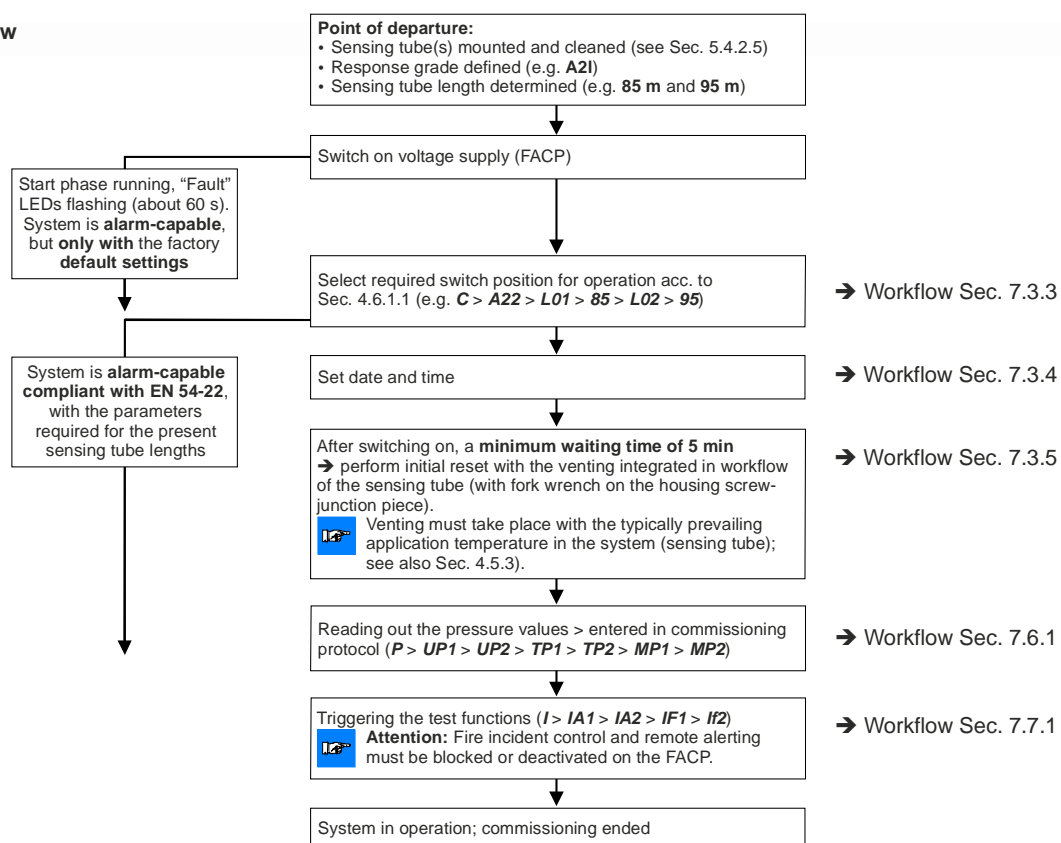 w
Point of departure:
• Sensing tube(s) mounted and cleaned (see Sec. 5.4.2.5)
• Response grade defined (e.g. A2I)
• Sensing tube length determined (e.g. 85 m and 95 m)
Switch on voltage supply (FACP)
Start phase running, “Fault”
LEDs flashing (about 60 s).
System is alarm-capable,
but only with the factory
default settings
Select required switch position for operation acc. to
Sec. 4.6.1.1 (e.g. C > A22 > L01 > 85 > L02 > 95)
➔ Workflow Sec. 7.3.3
System is alarm-capable
compliant with EN 54-22,
with the parameters
required for the present
sensing tube lengths
Set date and time
➔ Workflow Sec. 7.3.4
After switching on, a minimum waiting time of 5 min
➔ perform initial reset with the venting integrated in workflow
of the sensing tube (with fork wrench on the housing screw-
junction piece).
Venting must take place with the typically prevailing
application temperature in the system (sensing tube);
see also Sec. 4.5.3).
➔ Workflow Sec. 7.3.5
Reading out the pressure values > entered in commissioning
protocol (P > UP1 > UP2 > TP1 > TP2 > MP1 > MP2)
➔ Workflow Sec. 7.6.1
Triggering the test functions (I > IA1 > IA2 > IF1 > If2)
Attention: Fire incident control and remote alerting
must be blocked or deactivated on the FACP.
➔ Workflow Sec. 7.7.1
System in operation; commissioning ended